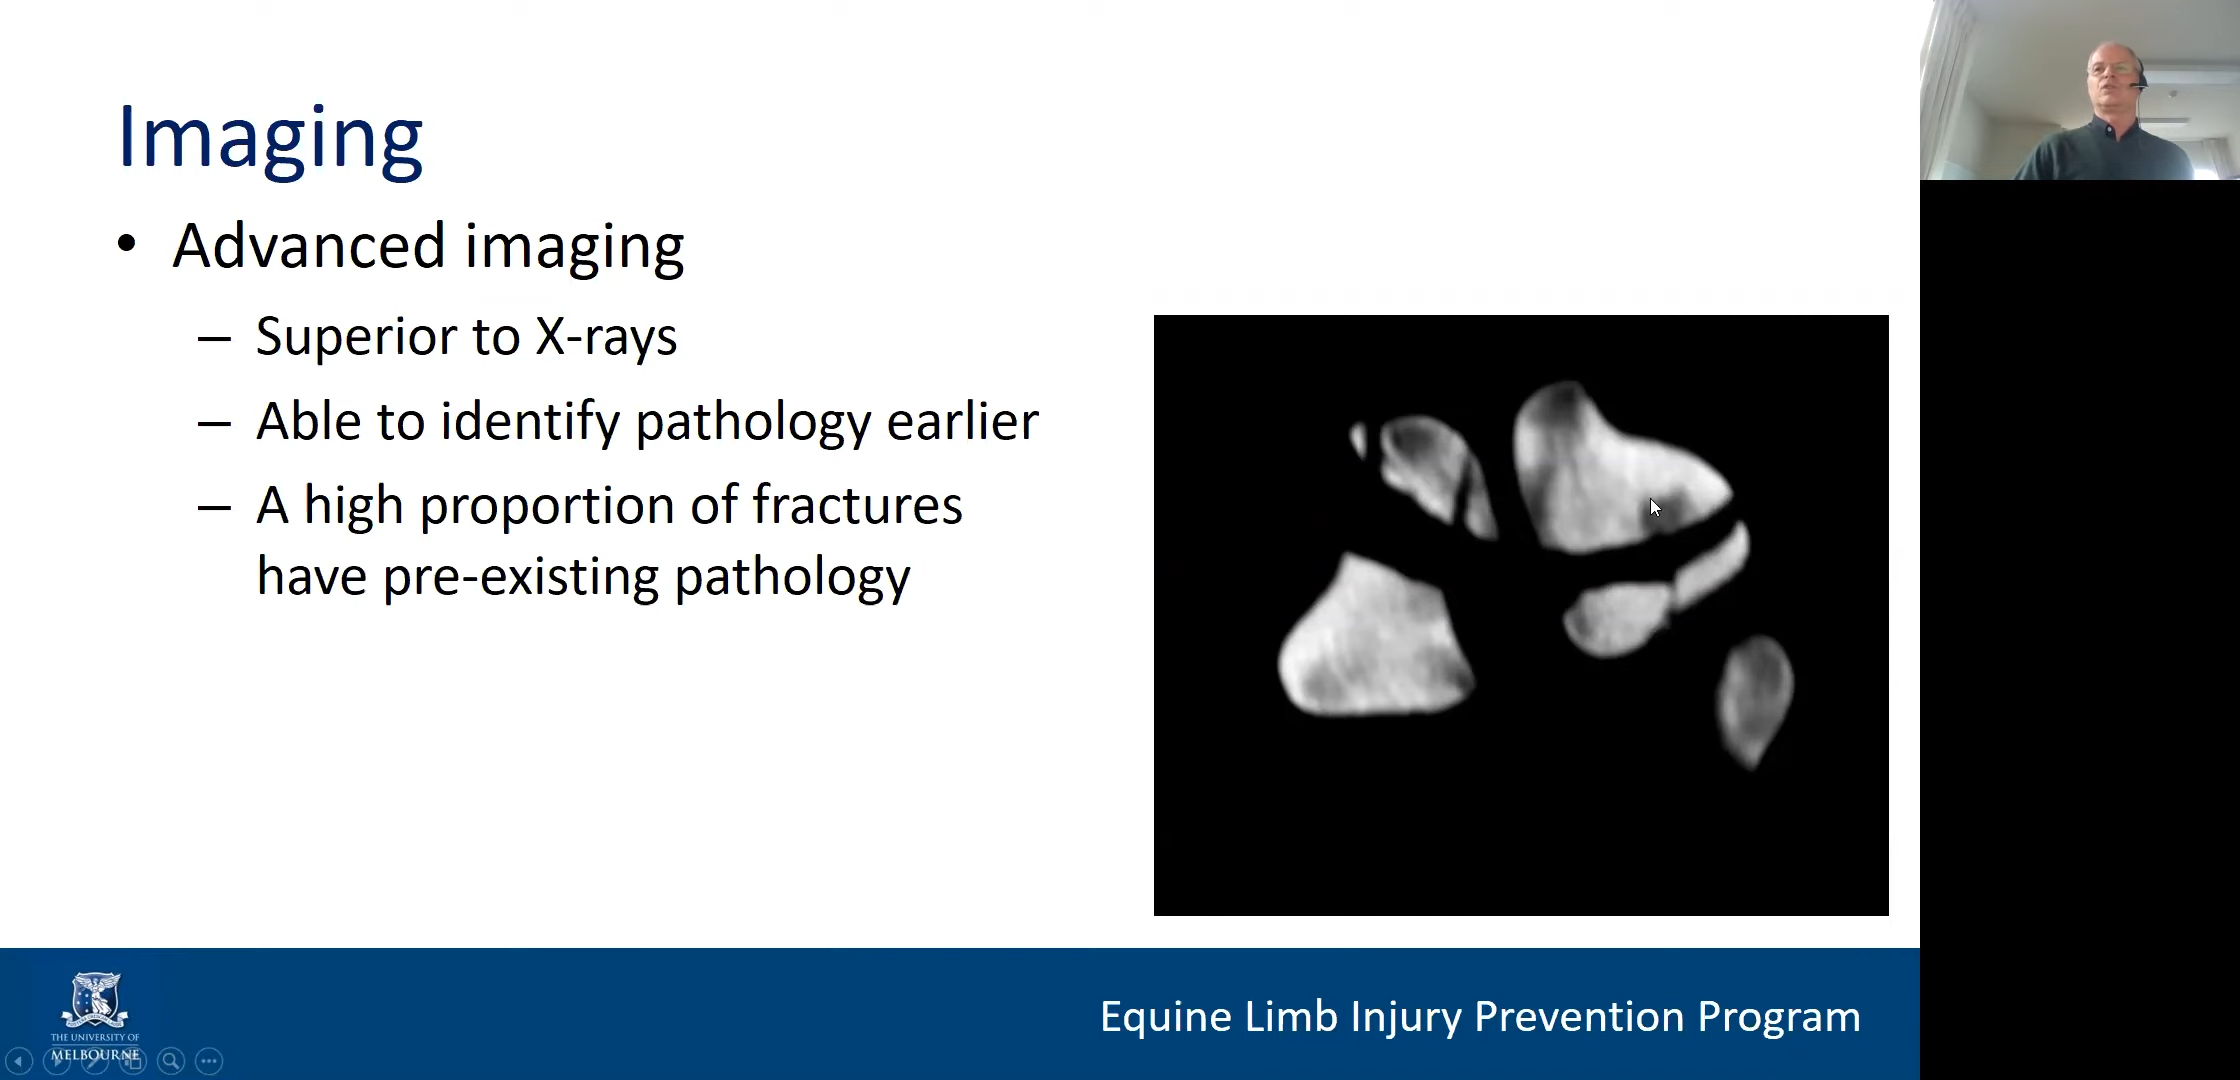 Imaging
• Advanced imaging
– Superior to X-rays
– Able to identify pathology earlier
– A high proportion of fractures
have pre-existing pathology
THE UNIVERSITY OF
MELBOURNE
Equine Limb Injury Prevention Program